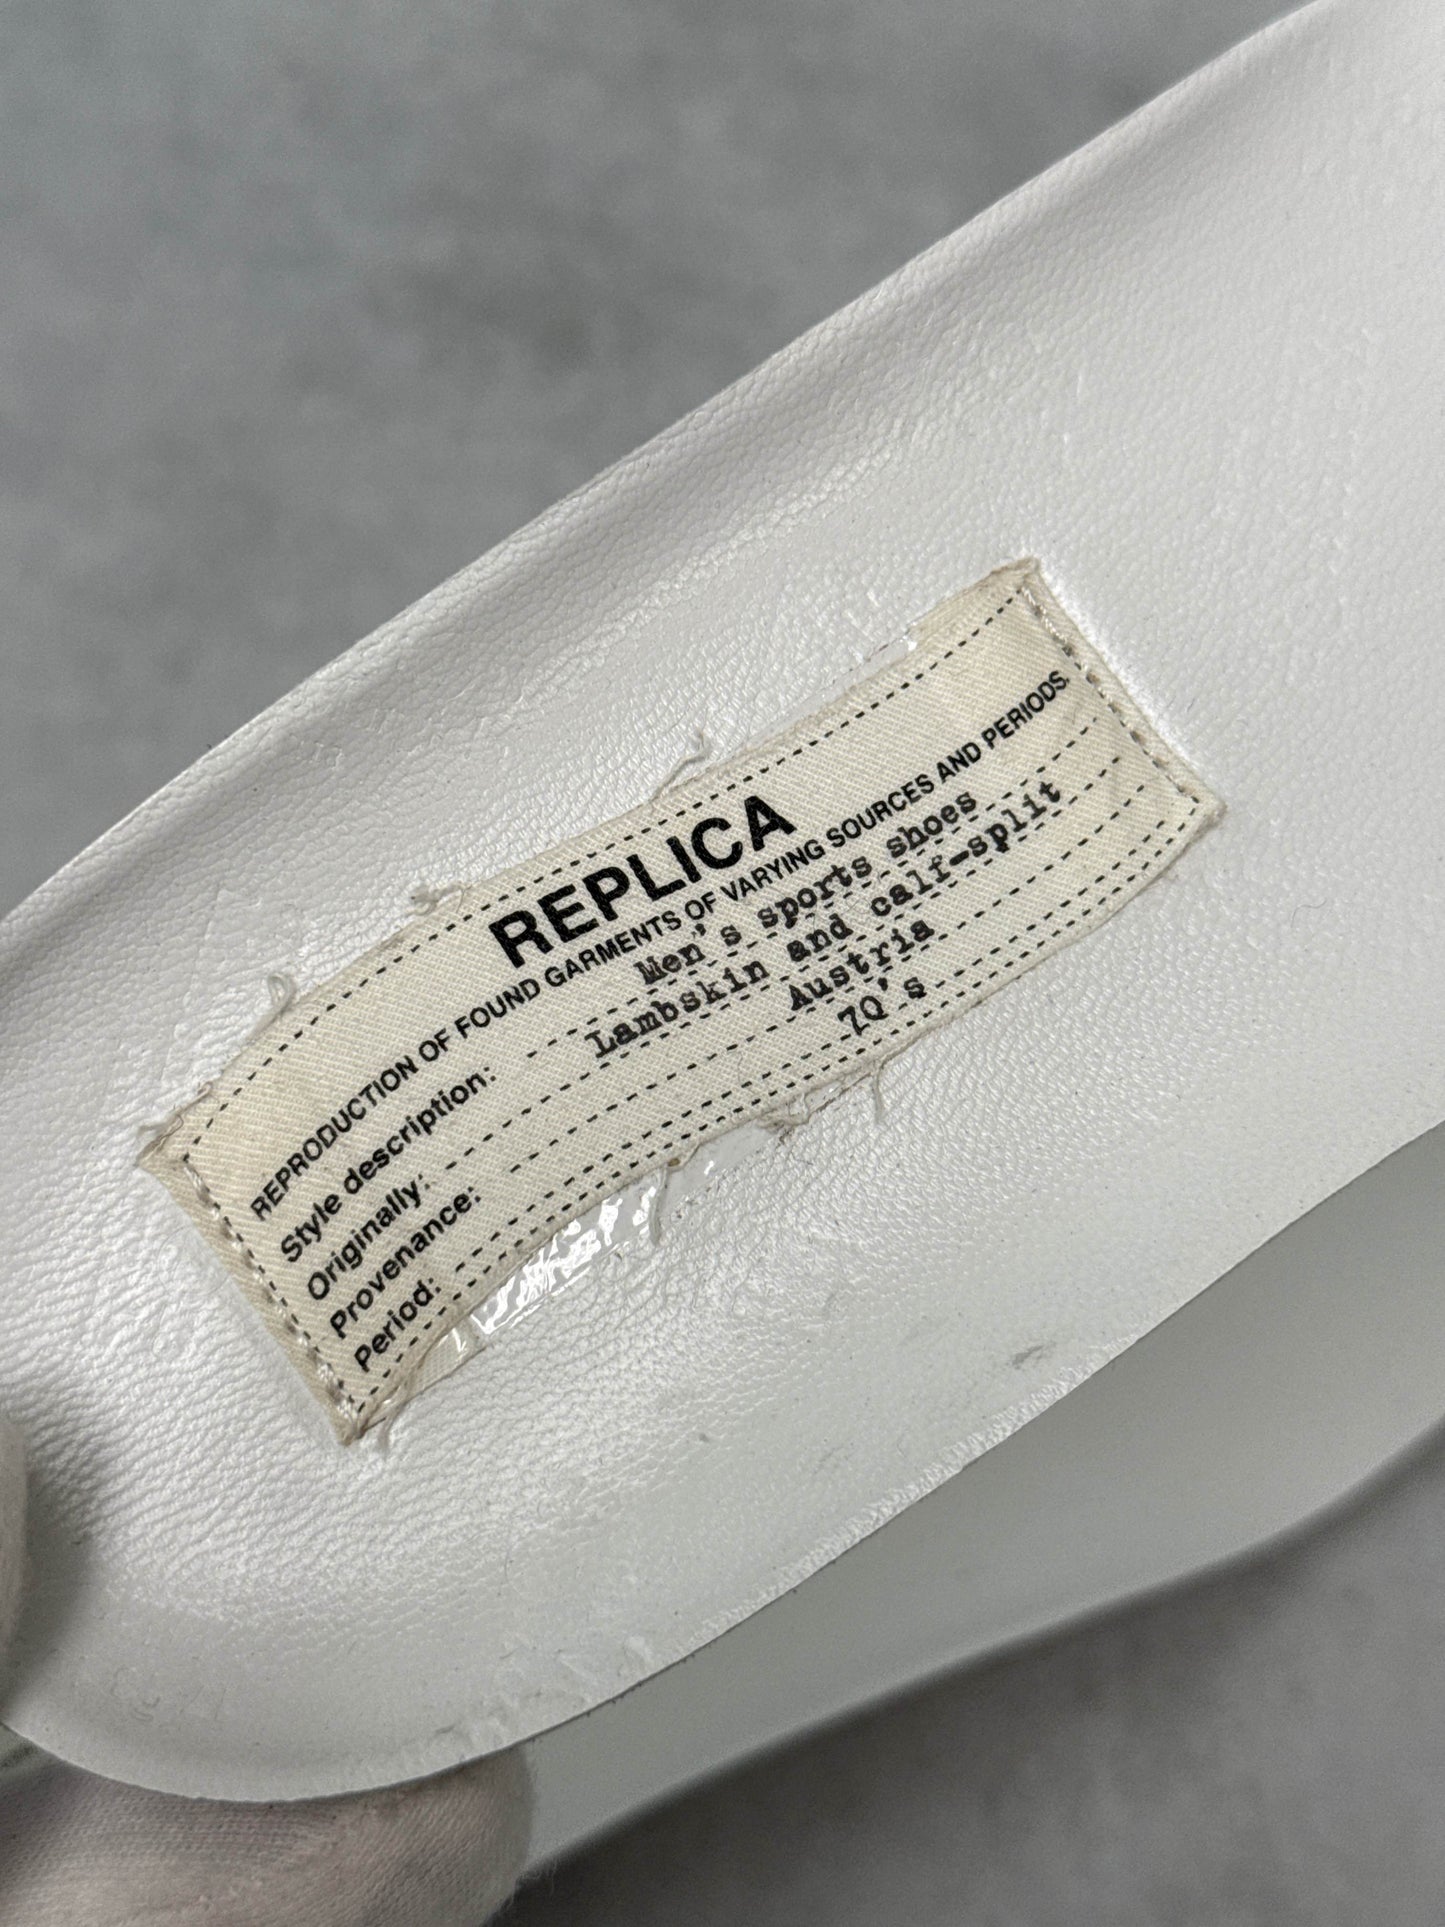 REPLICA
REPRODUCTION OF FOUND GARMENTS OF VARYING SOURCES AND PERIODS.
Style description: Men's sports shoes
Originally: Lambskin and calf-split
Provenance: Austria
Period: 70's